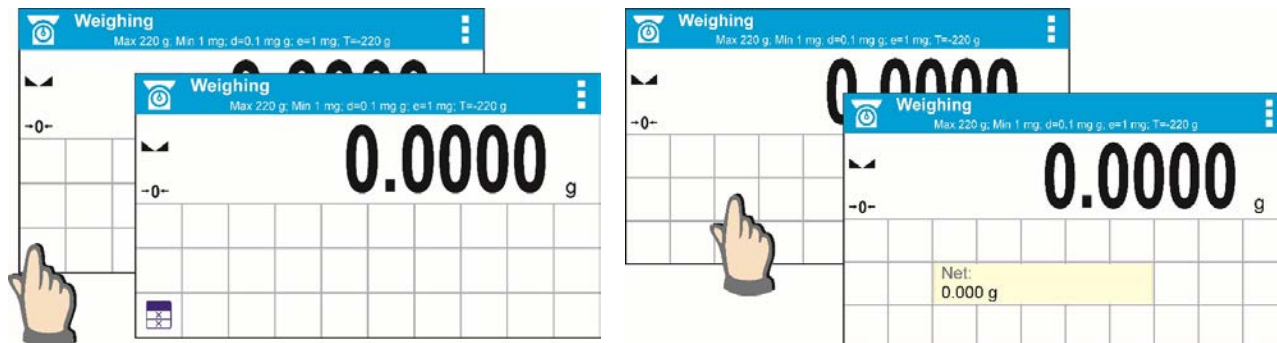 Weighing
Max 220 g; Min 1 mg; d=0.1 mg g; e=1 mg; T=-220 g
0.0000
→0←
Weighing
Max 220 g; Min 1 mg; d=0.1 mg g; e=1 mg; T=-220 g
0.0000
g
→0←
Weighing
Max 220 g; Min 1 mg; d=0.1 mg g; e=1 mg; T=-220 g
0.0000
→0←
Weighing
Max 220 g; Min 1 mg; d=0.1 mg g; e=1 mg; T=-220 g
0.0000
g
→0←
Net:
0.000 g